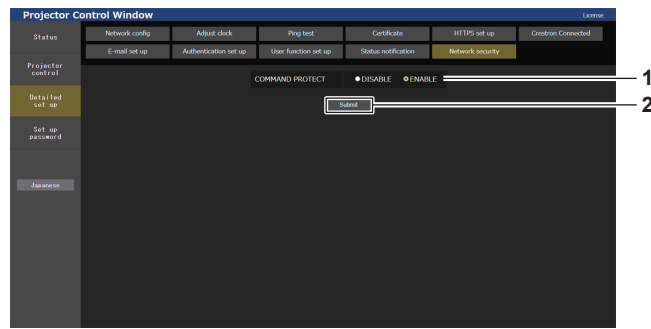 Projector Control Window
License
Status
Network config
Adjust clock
Ping test
Certificate
HTTPS set up
Crestron Connected
E-mail set up
Authentication set up
User function set up
Status notification
Network security
Projector
control
COMMAND PROTECT
DISABLE
ENABLE
1
Detailed
set up
Submit
2
Set up
password
Japanese